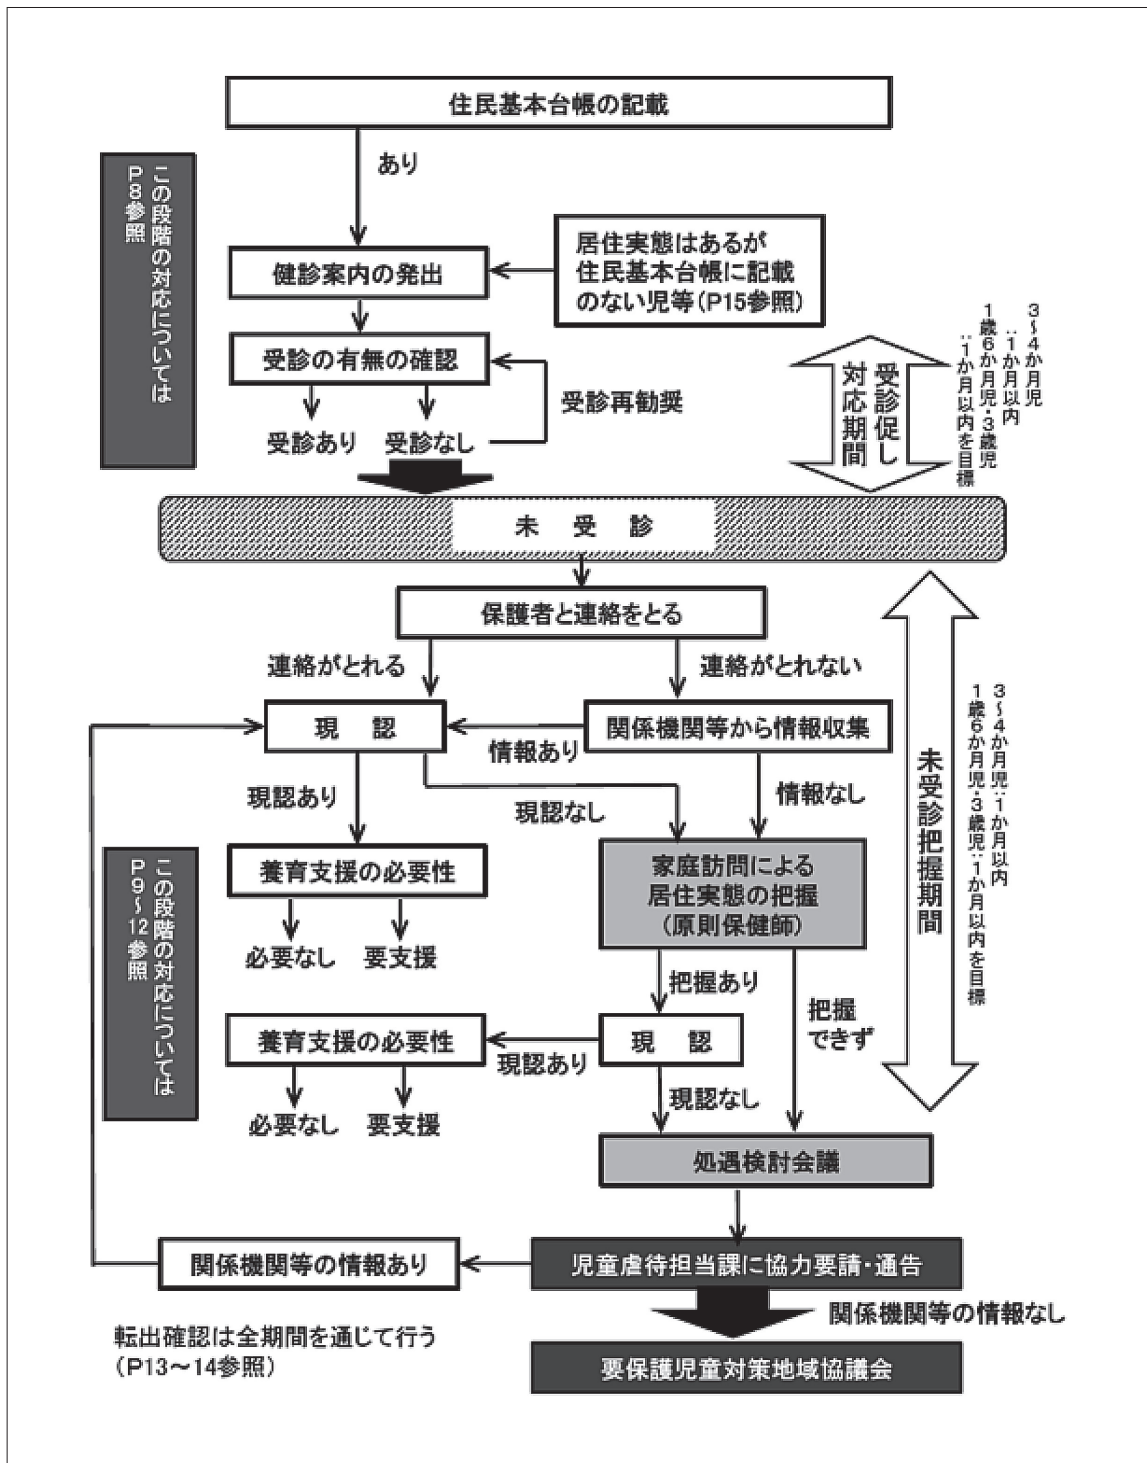 住民基本台帳の記載
あり
この段階の対応については
P8参照
居住実態はあるが
住民基本台帳に記載
のない児等(P15参照)
健診案内の発出
受診の有無の確認
受診再勧奨
受診あり
受診なし
受診促し
対応期間
3~4か月児
:1か月以内
1歳6か月児・3歳児
:1か月以内を目標
未 受 診
保護者と連絡をとる
連絡がとれる
連絡がとれない
現 認
関係機関等から情報収集
情報あり
現認あり
現認なし
情報なし
未受診把握期間
3~4か月児:1か月以内
1歳6か月児・3歳児:1か月以内を目標
この段階の対応については
P9~12参照
養育支援の必要性
家庭訪問による
居住実態の把握
(原則保健師)
必要なし
要支援
把握あり
把握
できず
養育支援の必要性
現認あり
現 認
必要なし
要支援
現認なし
処遇検討会議
関係機関等の情報あり
児童虐待担当課に協力要請・通告
関係機関等の情報なし
転出確認は全期間を通じて行う
(P13~14参照)
要保護児童対策地域協議会